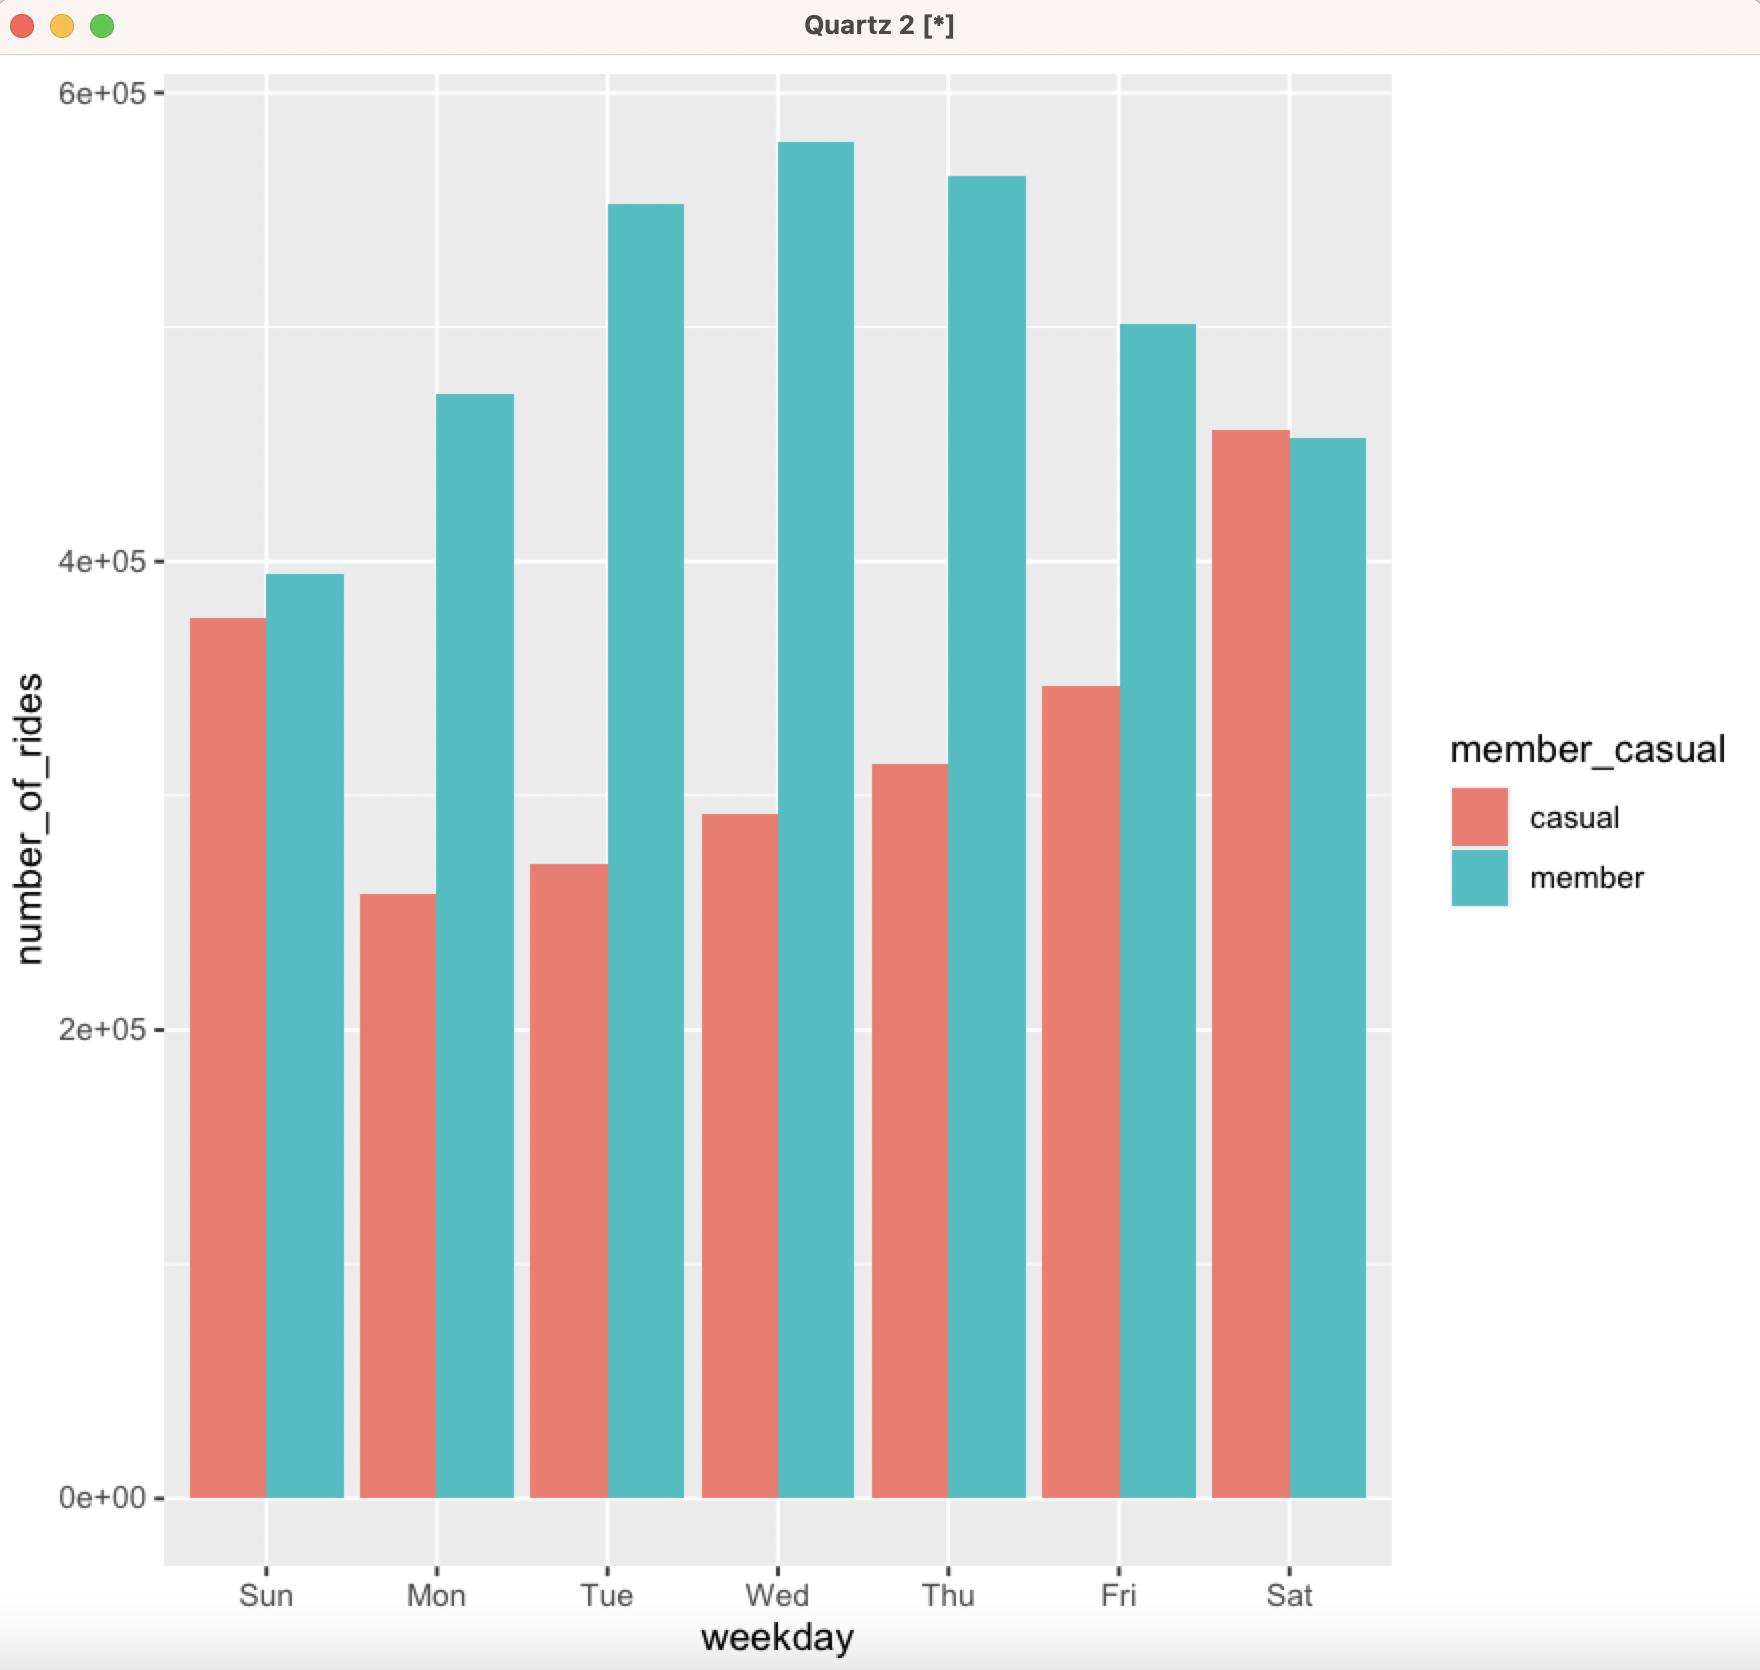 Quartz 2 [*]
6e+05
4e+05
2e+05
0e+00
number_of_rides
Sun Mon Tue Wed Thu Fri Sat
weekday
member_casual
casual
member